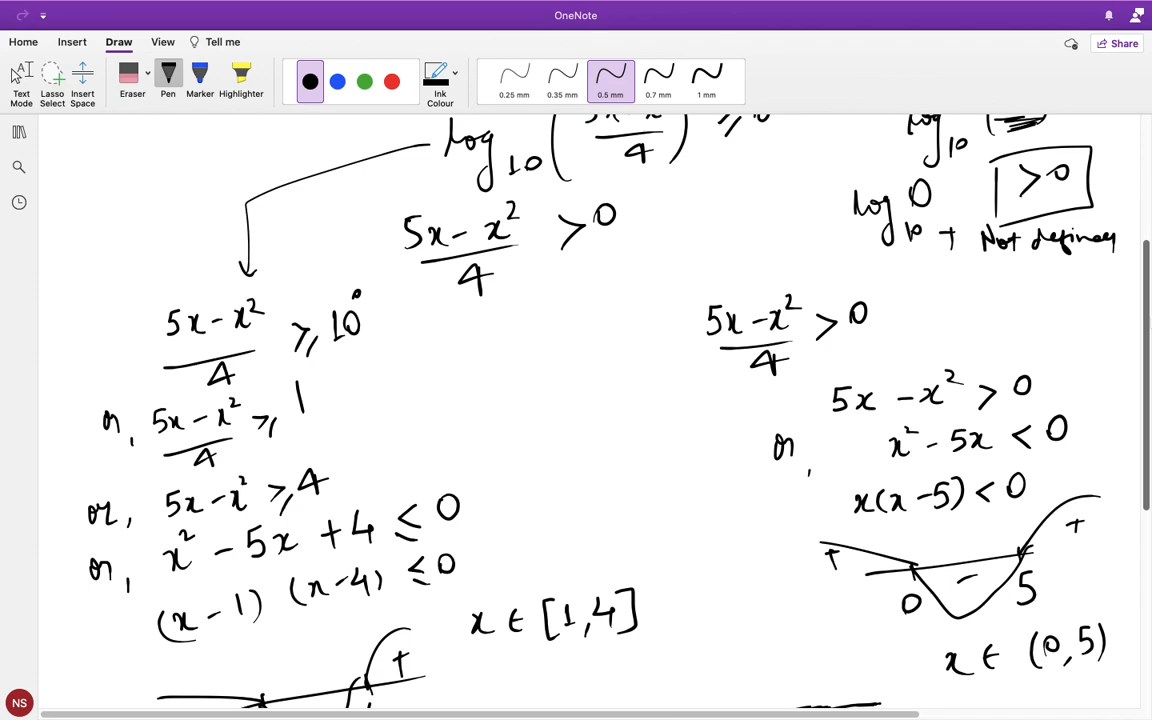 OneNote
Home Insert Draw View Tell me
Share
Text Mode
Lasso Select
Insert Space
Eraser
Pen
Marker
Highlighter
Ink Colour
0.25 mm
0.35 mm
0.5 mm
0.7 mm
1 mm
log₁₀ (5x - x² / 4) ≥ 0
log₁₀
log₁₀ 0
> 0
Not defined
(5x - x²)/4 > 0
(5x - x²)/4 ≥ 10⁰
or, (5x - x²)/4 ≥ 1
or, 5x - x² ≥ 4
or, x² - 5x + 4 ≤ 0
(x - 1) (x - 4) ≤ 0
x ∈ [1, 4]
+
(5x - x²)/4 > 0
5x - x² > 0
or, x² - 5x < 0
x(x - 5) < 0
+ - +
0 5
x ∈ (0, 5)
NS